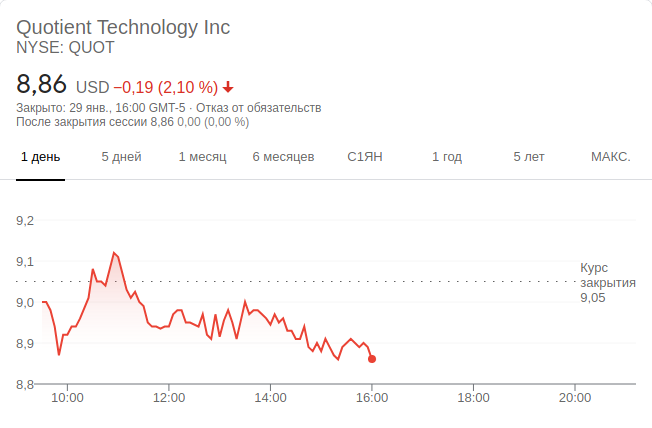 Quotient Technology Inc
NYSE: QUOT
8,86 USD −0,19 (2,10 %)
Закрыто: 29 янв., 16:00 GMT-5 · Отказ от обязательств
После закрытия сессии 8,86 0,00 (0,00 %)
1 день 5 дней 1 месяц 6 месяцев С1ЯН 1 год 5 лет МАКС.
9,2
9,1
9,0
8,9
8,8
Курс
закрытия
9,05
10:00 12:00 14:00 16:00 18:00 20:00